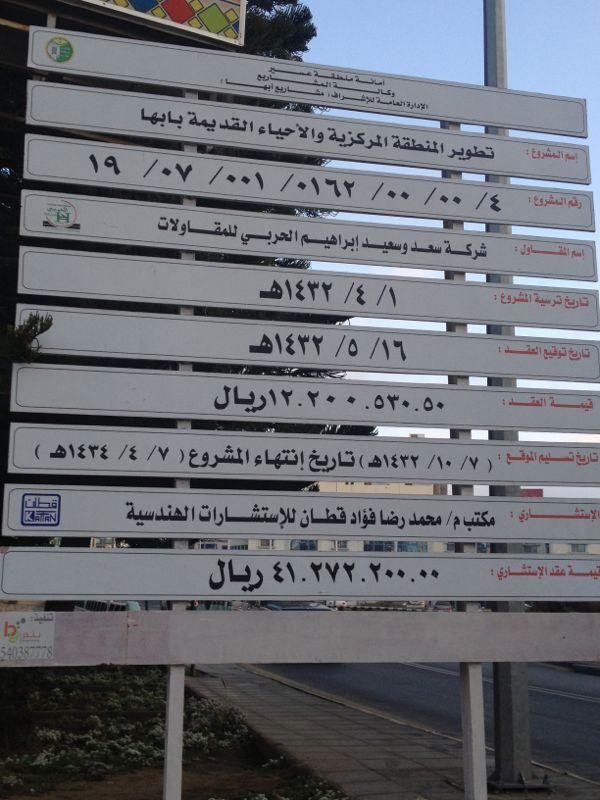 أمانة منطقة عسير
وكالة المشاريع
الإدارة العامة للإشراف ( مشاريع أبها )
إسم المشروع : تطوير المنطقة المركزية والأحياء القديمة بابها
رقم المشروع : ٤ /٠٠ /٠٠ /٠١٦٢ /٠٠١ /٠٧ /١٩
إسم المقاول : شركة سعد وسعيد إبراهيم الحربي للمقاولات
الحربي
تاريخ ترسية المشروع : ١ /٤ /١٤٣٢هـ
تاريخ توقيع العقد : ١٦ /٥ /١٤٣٢هـ
قيمة العقد : ١٢.٢٠٠.٥٣٠.٥٠ريال
تاريخ تسليم الموقع : ( ٧ /١٠ /١٤٣٢هـ) تاريخ إنتهاء المشروع ( ٧ /٤ /١٤٣٤هـ )
الإستشاري : مكتب م/ محمد رضا فؤاد قطان للإستشارات الهندسية
قطان
KATTAN
قيمة عقد الإستشاري : ٤١.٢٧٢.٢٠٠.٠٠ ريال
تنفيذ :
540387778